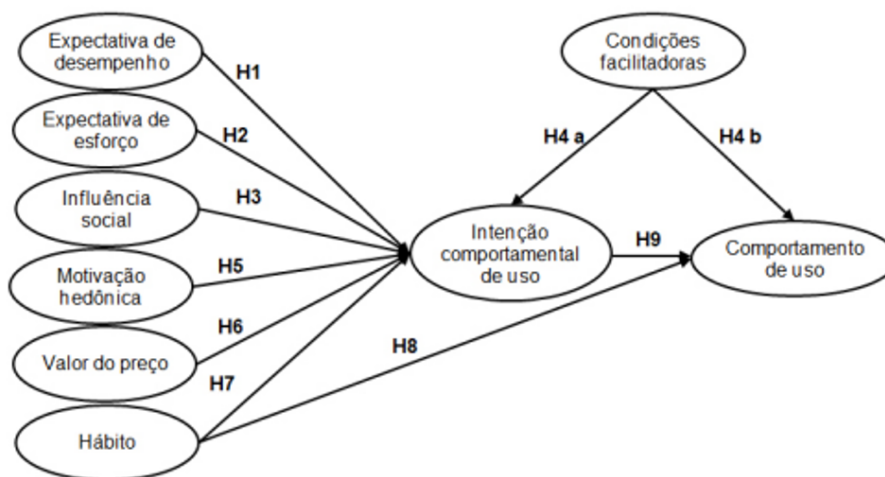 Expectativa de
desempenho
H1
Expectativa de
esforço
H2
Influência
social
H3
Motivação
hedônica
H5
Valor do preço
H6
Hábito
H7
H8
Condições
facilitadoras
H4 a
H4 b
Intenção
comportamental
de uso
H9
Comportamento
de uso